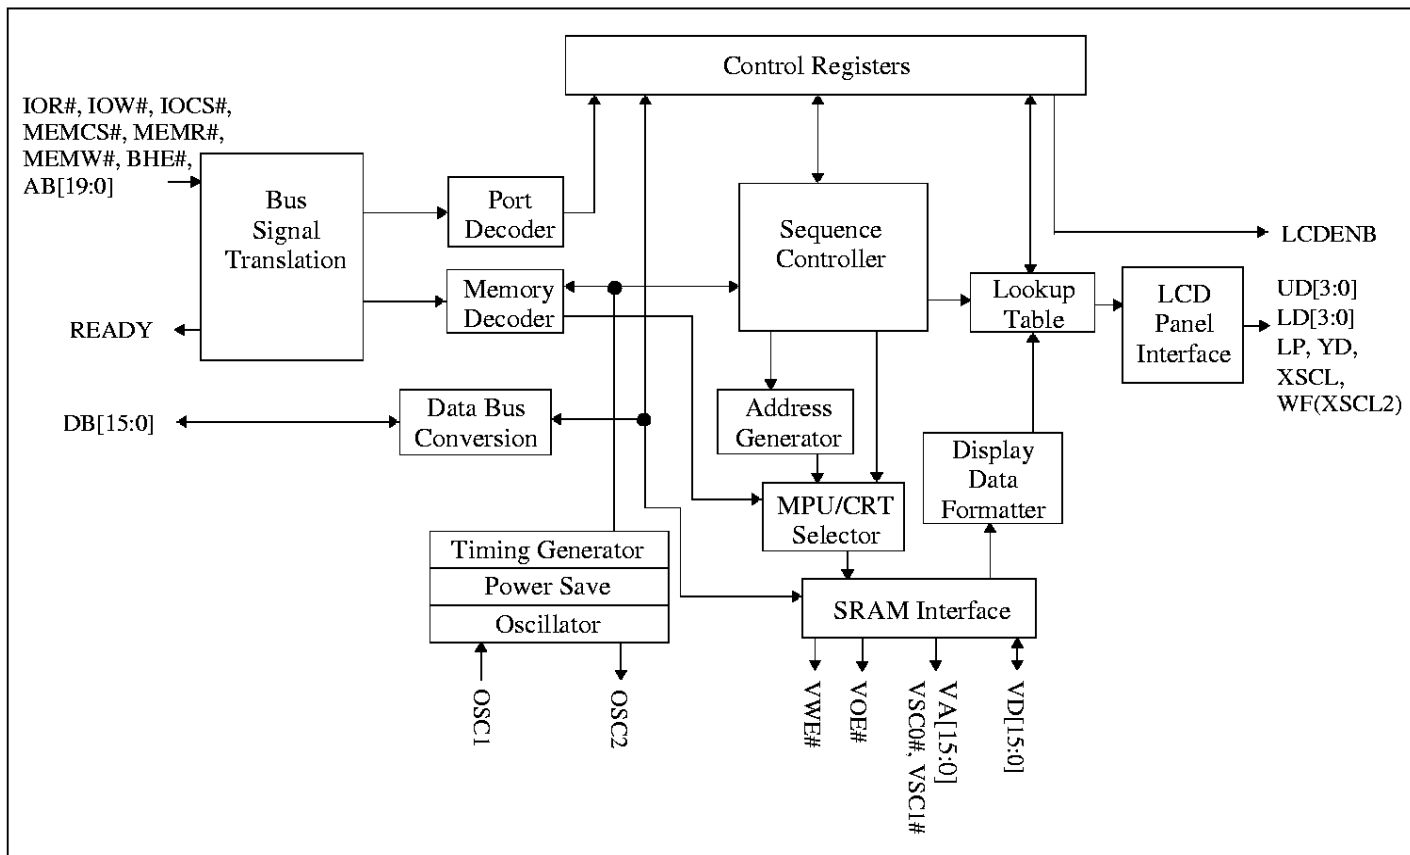 Control Registers
IOR#, IOW#, IOCS#,
MEMCS#, MEMR#,
MEMW#, BHE#,
AB[19:0]
Bus
Signal
Translation
Port
Decoder
Sequence
Controller
LCDENB
Memory
Decoder
Lookup
Table
LCD
Panel
Interface
UD[3:0]
LD[3:0]
LP, YD,
XSCL,
WF(XSCL2)
READY
DB[15:0]
Data Bus
Conversion
Address
Generator
Display
Data
Formatter
MPU/CRT
Selector
Timing Generator
Power Save
Oscillator
SRAM Interface
OSC1
OSC2
VWE#
VOE#
VA[15:0]
VSC0#, VSC1#
VD[15:0]